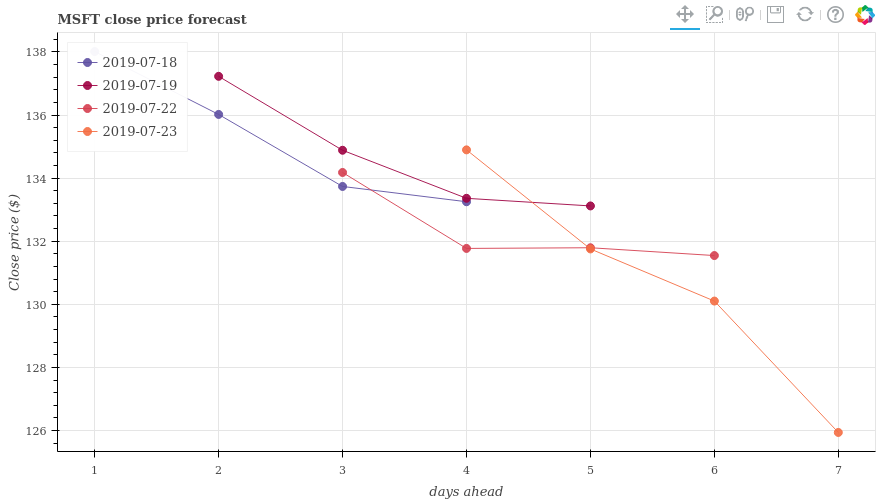 MSFT close price forecast
2019-07-18
2019-07-19
2019-07-22
2019-07-23
Close price ($)
138
136
134
132
130
128
126
1 2 3 4 5 6 7
days ahead